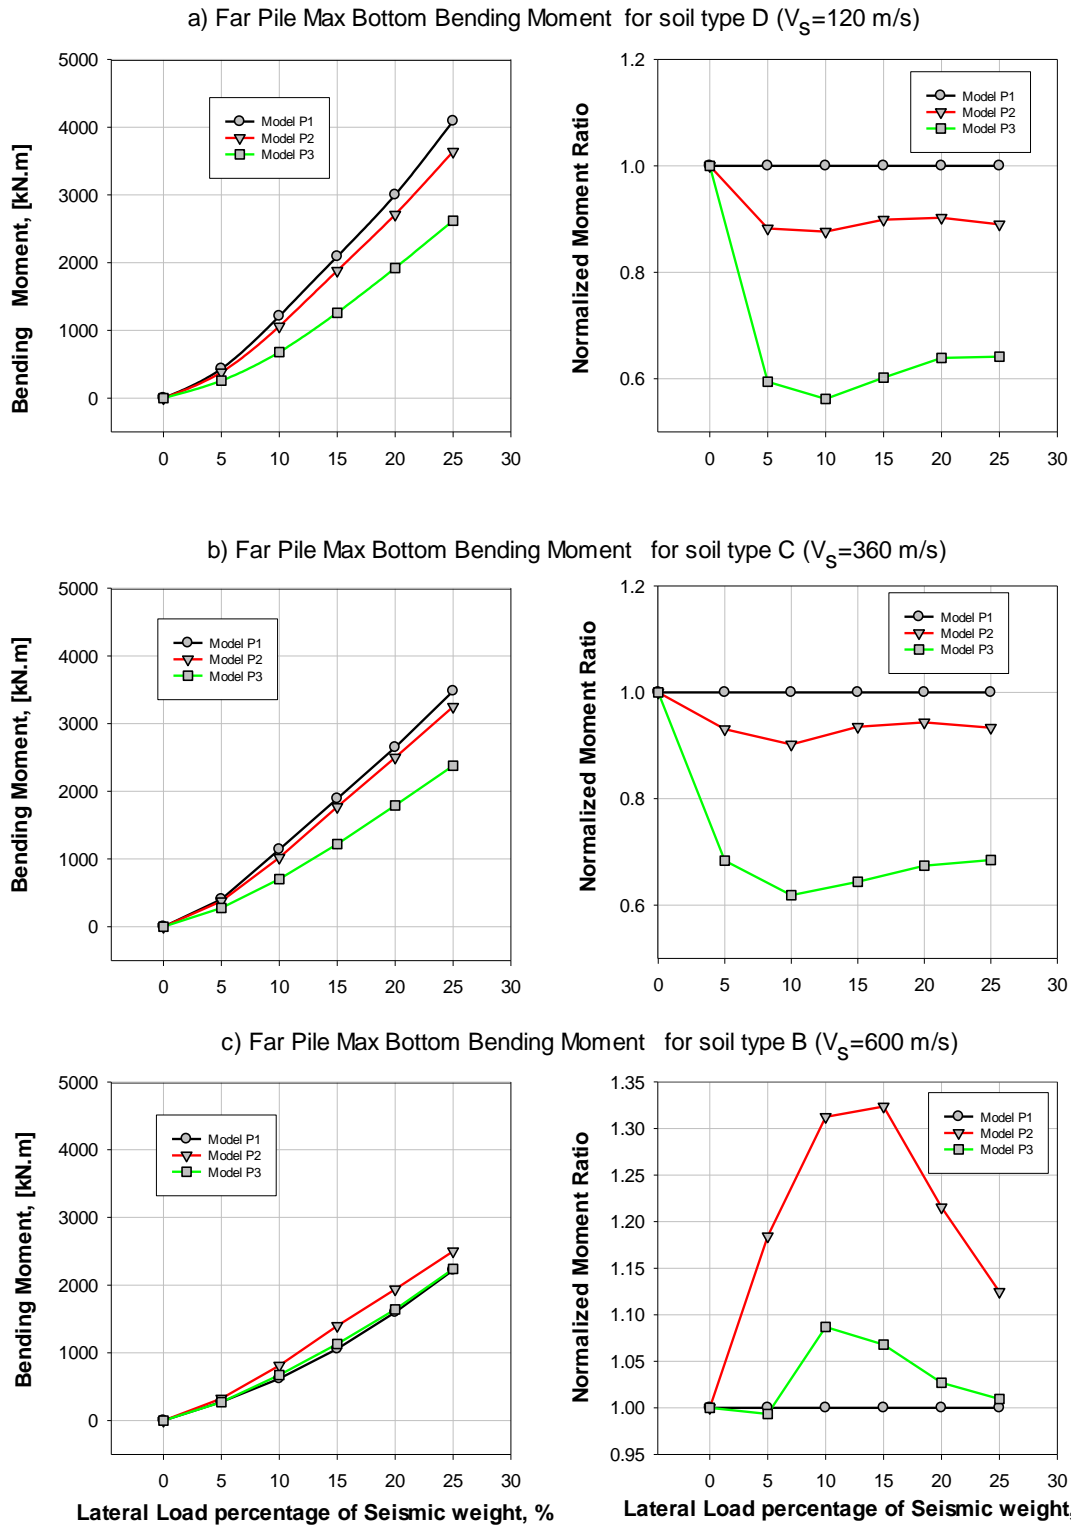 a) Far Pile Max Bottom Bending Moment for soil type D (VS=120 m/s)
Bending Moment, [kN.m]
5000
4000
3000
2000
1000
0
Model P1
Model P2
Model P3
0 5 10 15 20 25 30
Normalized Moment Ratio
1.2
1.0
0.8
0.6
Model P1
Model P2
Model P3
0 5 10 15 20 25 30
b) Far Pile Max Bottom Bending Moment for soil type C (VS=360 m/s)
Bending Moment, [kN.m]
5000
4000
3000
2000
1000
0
Model P1
Model P2
Model P3
0 5 10 15 20 25 30
Normalized Moment Ratio
1.2
1.0
0.8
0.6
Model P1
Model P2
Model P3
0 5 10 15 20 25 30
c) Far Pile Max Bottom Bending Moment for soil type B (VS=600 m/s)
Bending Moment, [kN.m]
5000
4000
3000
2000
1000
0
Model P1
Model P2
Model P3
0 5 10 15 20 25 30
Lateral Load percentage of Seismic weight, %
Normalized Moment Ratio
1.35
1.30
1.25
1.20
1.15
1.10
1.05
1.00
0.95
Model P1
Model P2
Model P3
0 5 10 15 20 25 30
Lateral Load percentage of Seismic weight,